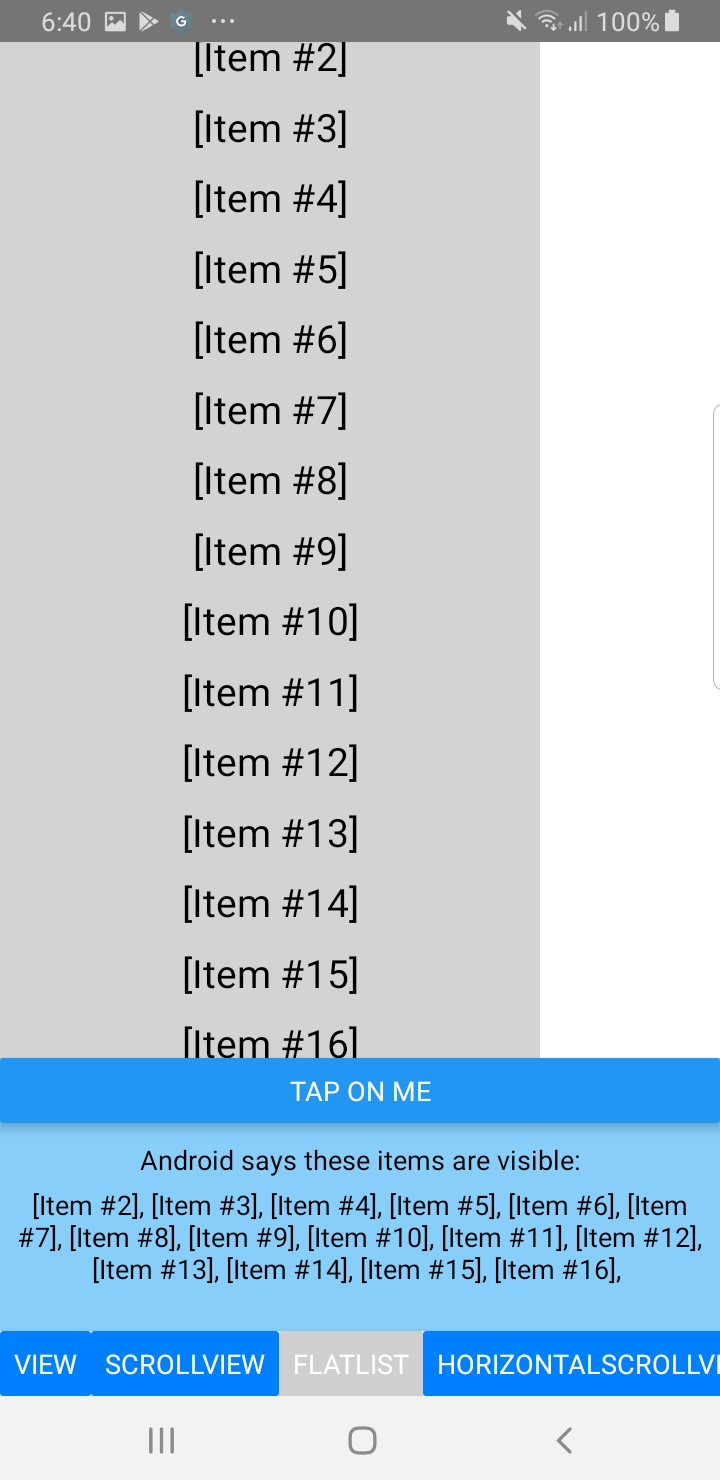 6:40 G 100%
[Item #2]
[Item #3]
[Item #4]
[Item #5]
[Item #6]
[Item #7]
[Item #8]
[Item #9]
[Item #10]
[Item #11]
[Item #12]
[Item #13]
[Item #14]
[Item #15]
[Item #16]
TAP ON ME
Android says these items are visible:
[Item #2], [Item #3], [Item #4], [Item #5], [Item #6], [Item
#7], [Item #8], [Item #9], [Item #10], [Item #11], [Item #12],
[Item #13], [Item #14], [Item #15], [Item #16],
VIEW SCROLLVIEW FLATLIST HORIZONTALSCROLLVI